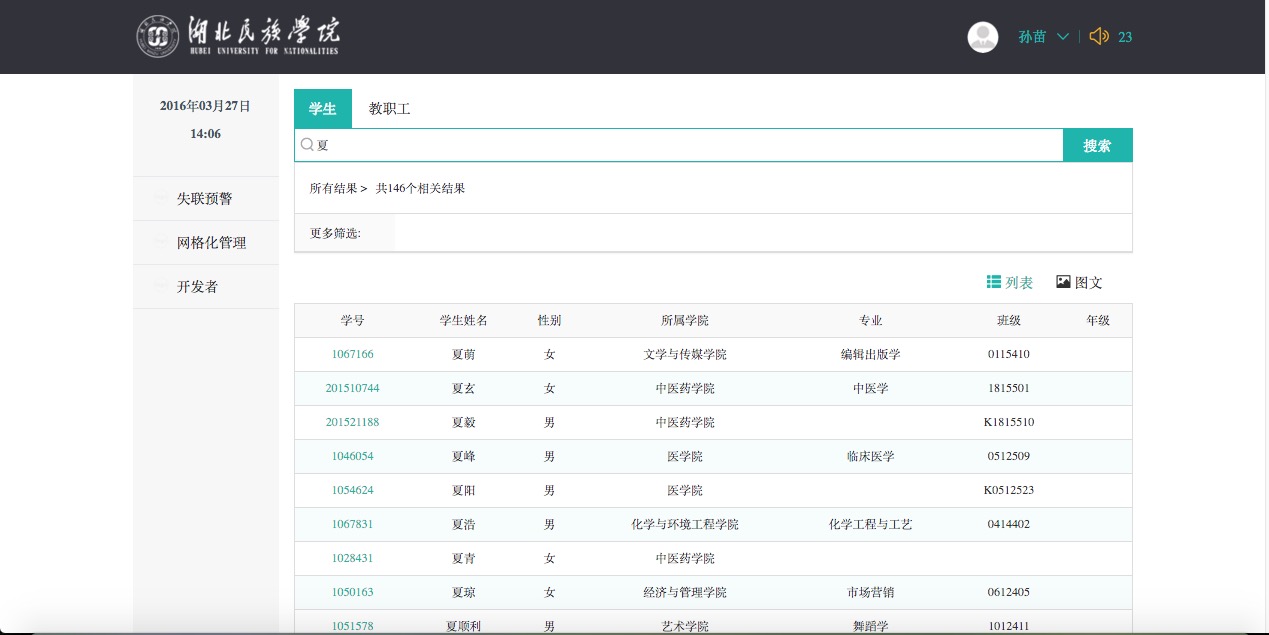 湖北民族学院
HUBEI UNIVERSITY FOR NATIONALITIES
孙苗 23
2016年03月27日
14:06
失联预警
网格化管理
开发者
学生 教职工
夏 搜索
所有结果 > 共146个相关结果
更多筛选:
列表 图文
学号 学生姓名 性别 所属学院 专业 班级 年级
1067166 夏萌 女 文学与传媒学院 编辑出版学 0115410
201510744 夏玄 女 中医药学院 中医学 1815501
201521188 夏毅 男 中医药学院 K1815510
1046054 夏峰 男 医学院 临床医学 0512509
1054624 夏阳 男 医学院 K0512523
1067831 夏浩 男 化学与环境工程学院 化学工程与工艺 0414402
1028431 夏青 女 中医药学院
1050163 夏琼 女 经济与管理学院 市场营销 0612405
1051578 夏顺利 男 艺术学院 舞蹈学 1012411